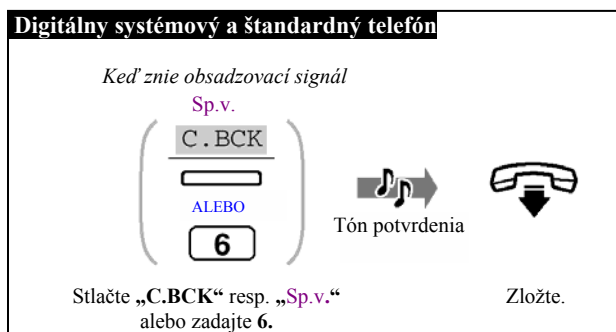 Digitálny systémový a štandardný telefón
Keď znie obsadzovací signál
Sp.v.
C.BCK
ALEBO
6
Tón potvrdenia
Stlačte „C.BCK“ resp. „Sp.v.“
alebo zadajte 6.
Zložte.